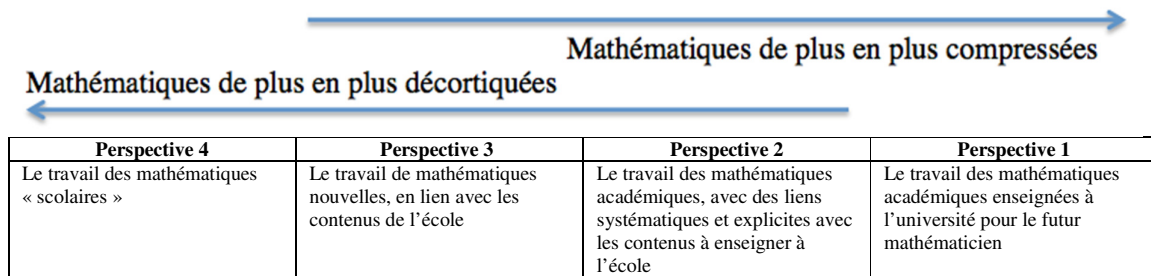 Mathématiques de plus en plus compressées
Mathématiques de plus en plus décortiquées
Perspective 4
Le travail des mathématiques
« scolaires »
Perspective 3
Le travail de mathématiques
nouvelles, en lien avec les
contenus de l’école
Perspective 2
Le travail des mathématiques
académiques, avec des liens
systématiques et explicites avec
les contenus à enseigner à
l’école
Perspective 1
Le travail des mathématiques
académiques enseignées à
l’université pour le futur
mathématicien